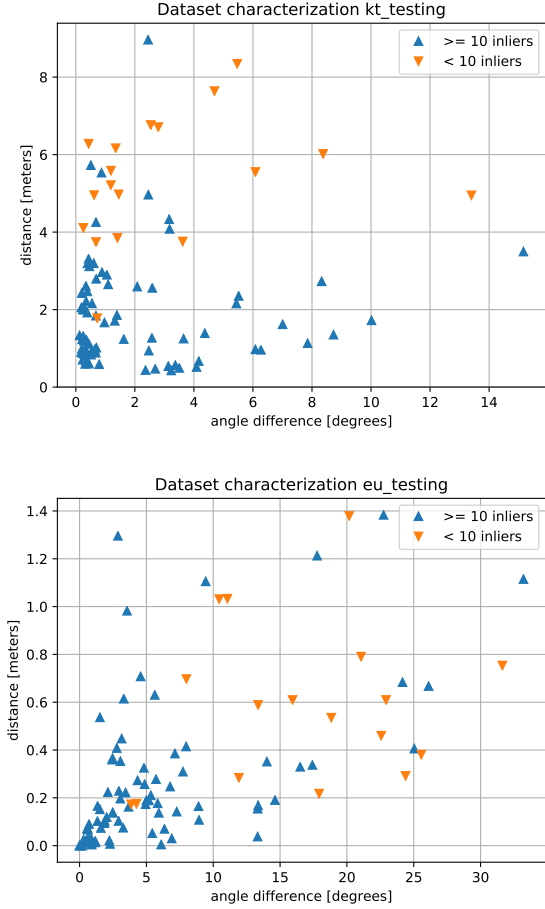 Dataset characterization kt_testing
>= 10 inliers
< 10 inliers
distance [meters]
8
6
4
2
0
0 2 4 6 8 10 12 14
angle difference [degrees]
Dataset characterization eu_testing
>= 10 inliers
< 10 inliers
distance [meters]
1.4
1.2
1.0
0.8
0.6
0.4
0.2
0.0
0 5 10 15 20 25 30
angle difference [degrees]